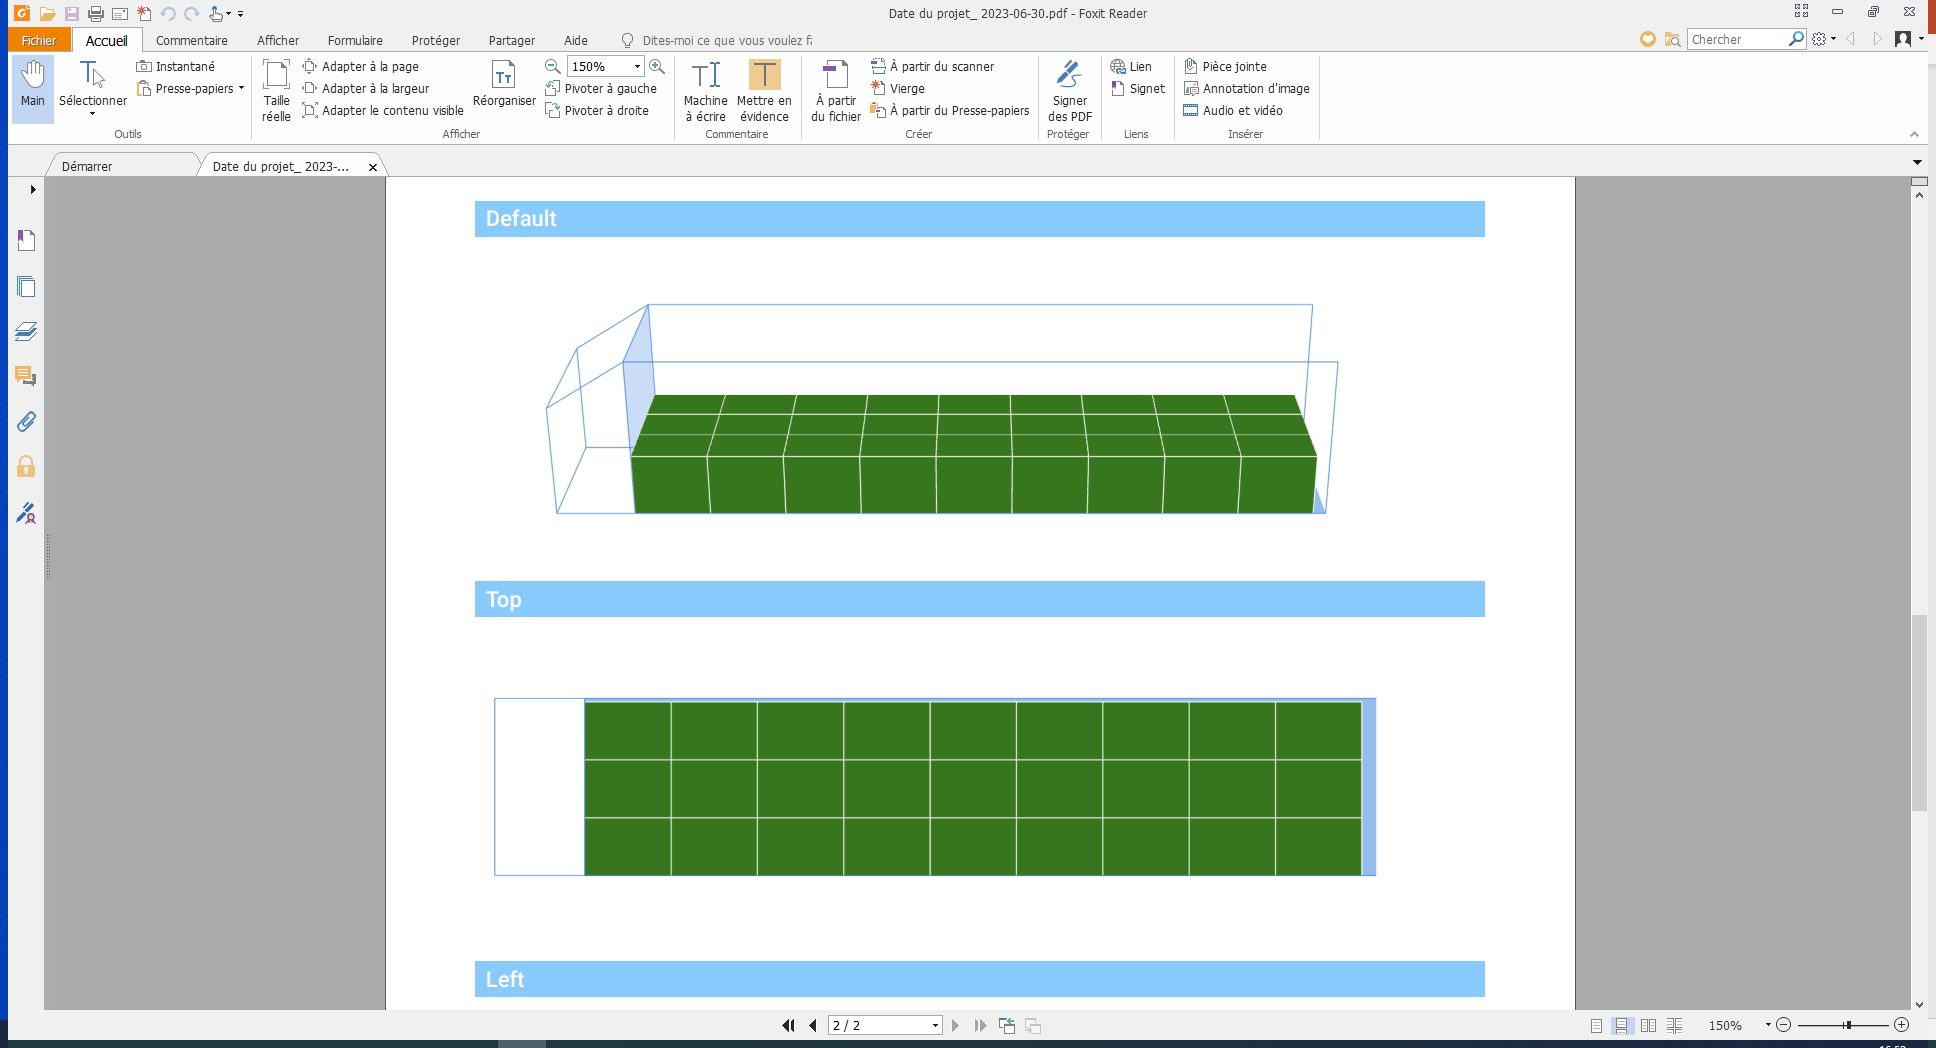 Date du projet_ 2023-06-30.pdf - Foxit Reader
Fichier Accueil Commentaire Afficher Formulaire Protéger Partager Aide Dites-moi ce que vous voulez fa Chercher
Main
Sélectionner
Instantané
Presse-papiers
Outils
Taille
réelle
Adapter à la page
Adapter à la largeur
Adapter le contenu visible
Réorganiser
150%
Pivoter à gauche
Pivoter à droite
Afficher
Machine
à écrire
Mettre en
évidence
Commentaire
À partir
du fichier
À partir du scanner
Vierge
À partir du Presse-papiers
Créer
Signer
des PDF
Protéger
Lien
Signet
Liens
Pièce jointe
Annotation d'image
Audio et vidéo
Insérer
Démarrer
Date du projet_ 2023-...
Default
Top
Left
2 / 2
150%